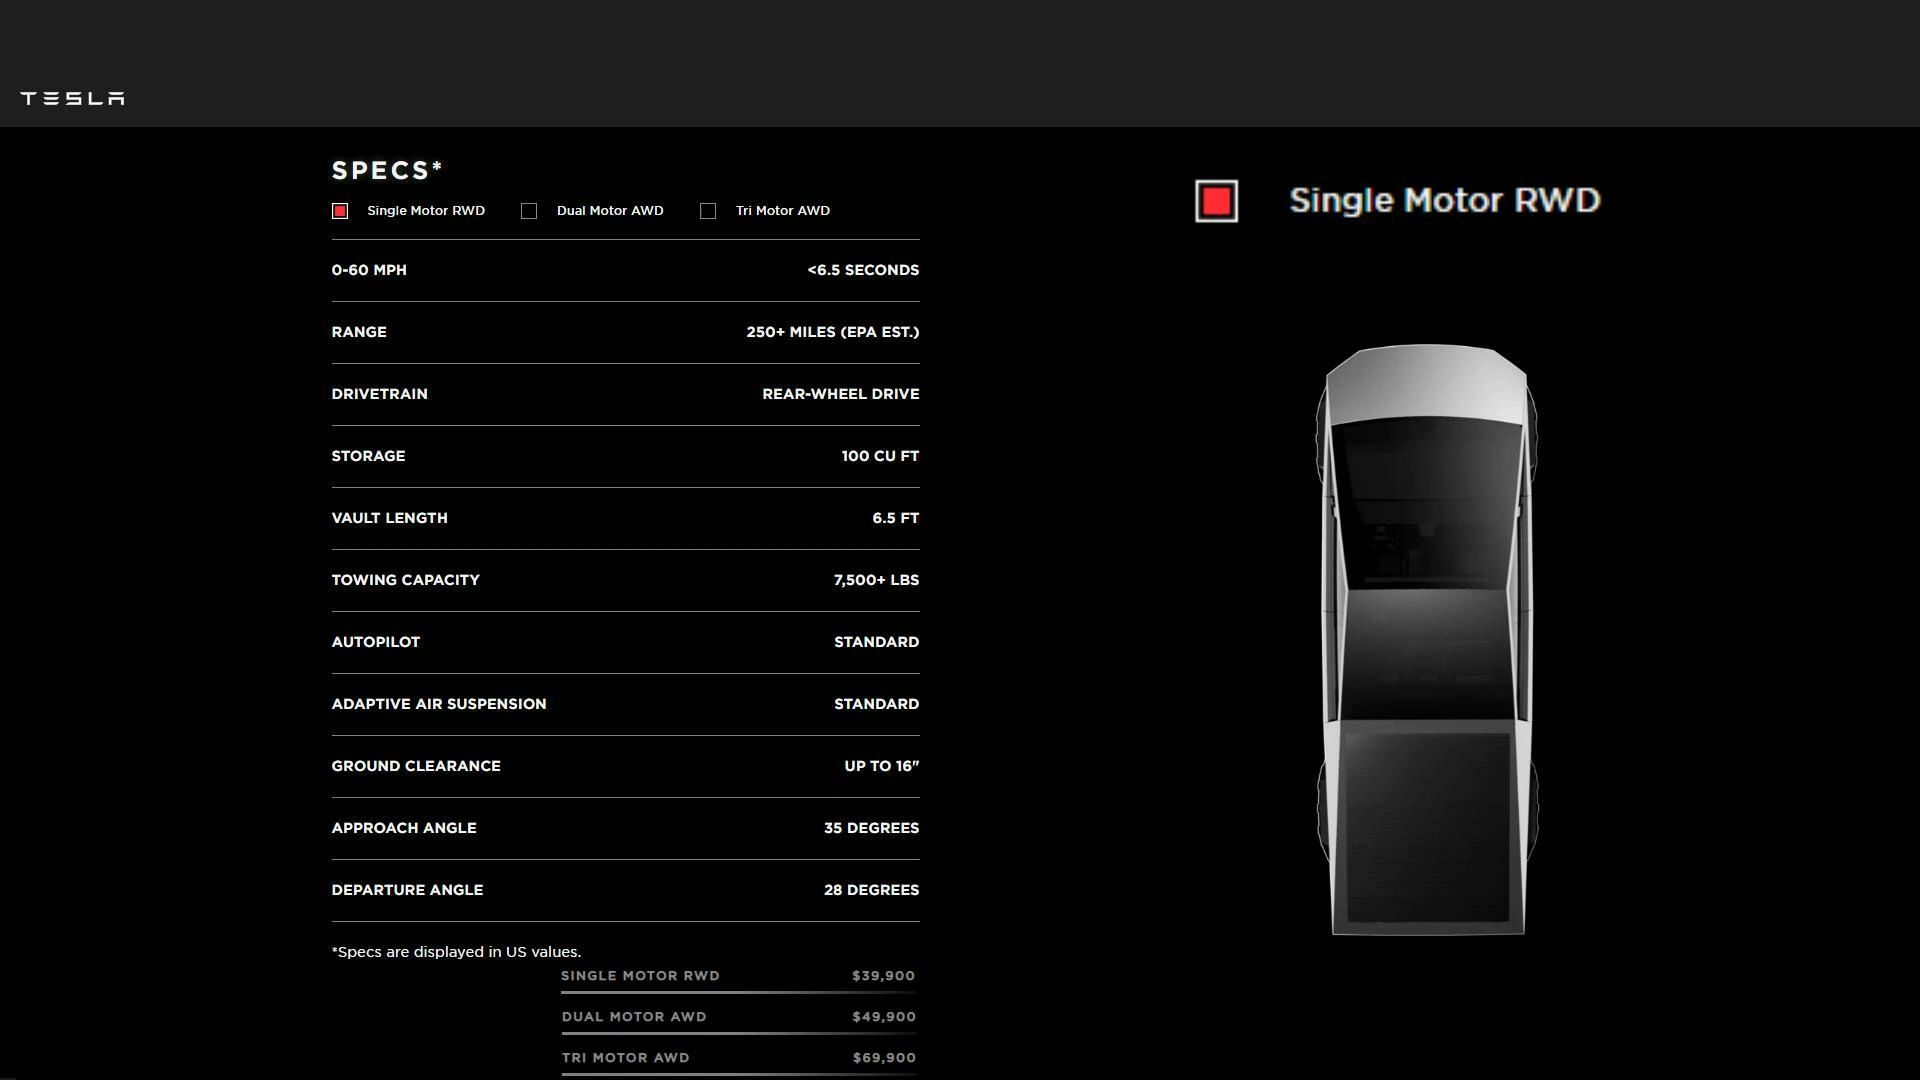 TESLA
SPECS*
Single Motor RWD Dual Motor AWD Tri Motor AWD
0-60 MPH <6.5 SECONDS
RANGE 250+ MILES (EPA EST.)
DRIVETRAIN REAR-WHEEL DRIVE
STORAGE 100 CU FT
VAULT LENGTH 6.5 FT
TOWING CAPACITY 7,500+ LBS
AUTOPILOT STANDARD
ADAPTIVE AIR SUSPENSION STANDARD
GROUND CLEARANCE UP TO 16"
APPROACH ANGLE 35 DEGREES
DEPARTURE ANGLE 28 DEGREES
*Specs are displayed in US values.
SINGLE MOTOR RWD $39,900
DUAL MOTOR AWD $49,900
TRI MOTOR AWD $69,900
Single Motor RWD